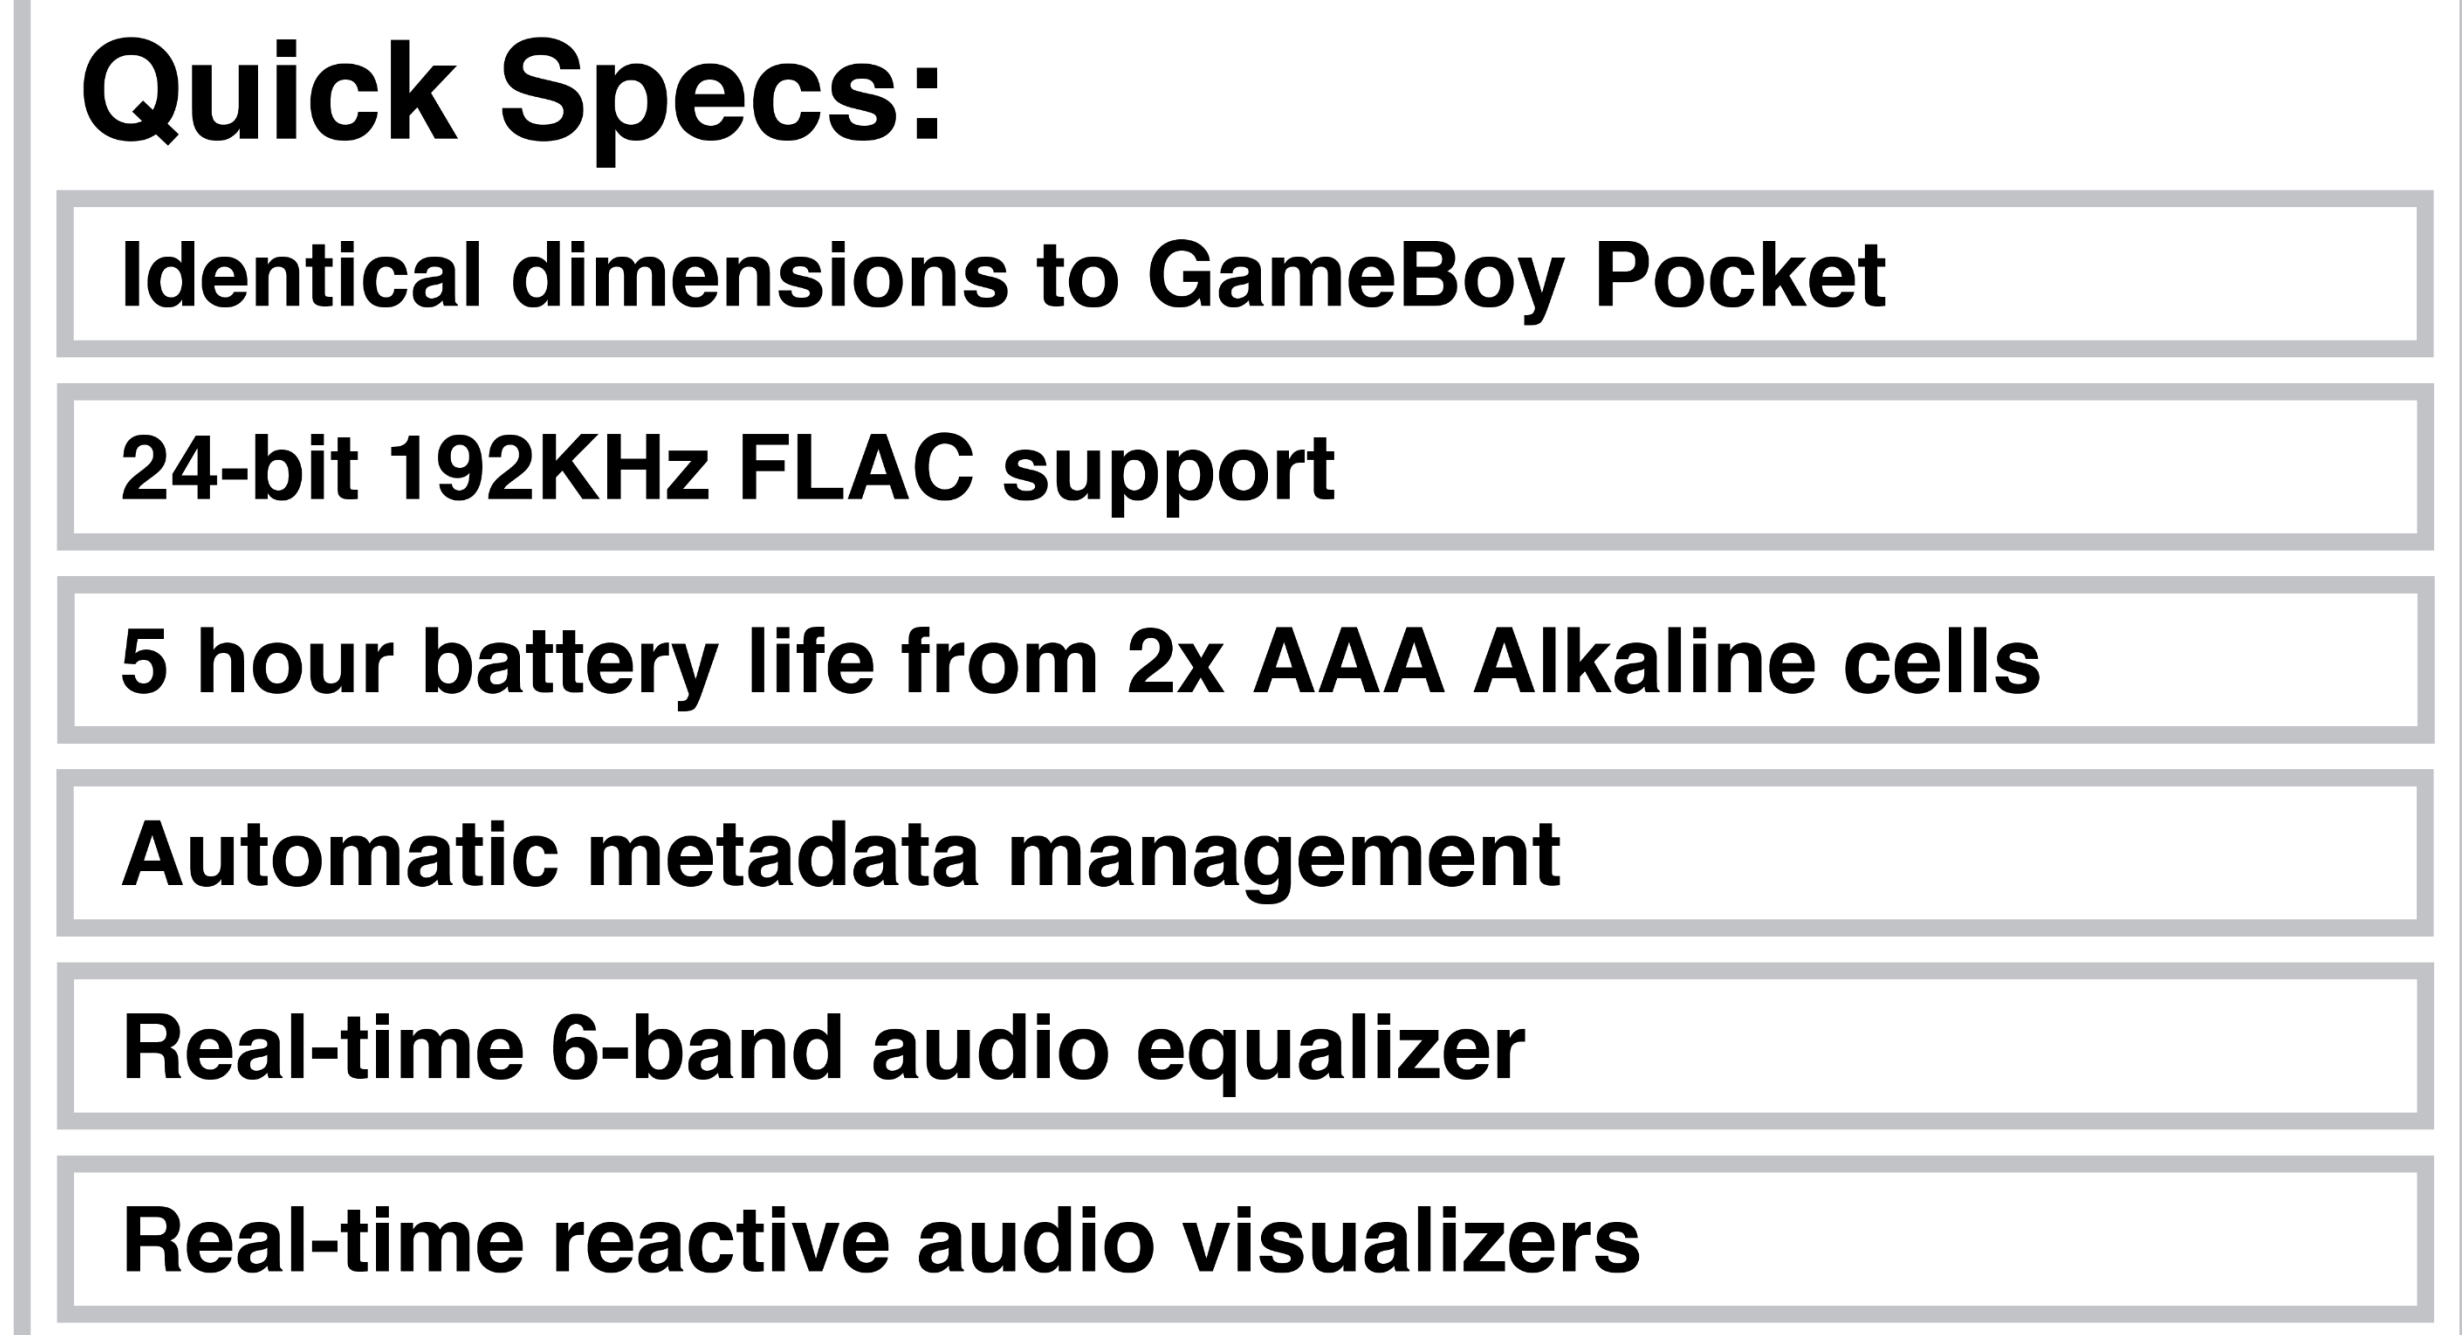 Quick Specs:
Identical dimensions to GameBoy Pocket
24-bit 192KHz FLAC support
5 hour battery life from 2x AAA Alkaline cells
Automatic metadata management
Real-time 6-band audio equalizer
Real-time reactive audio visualizers